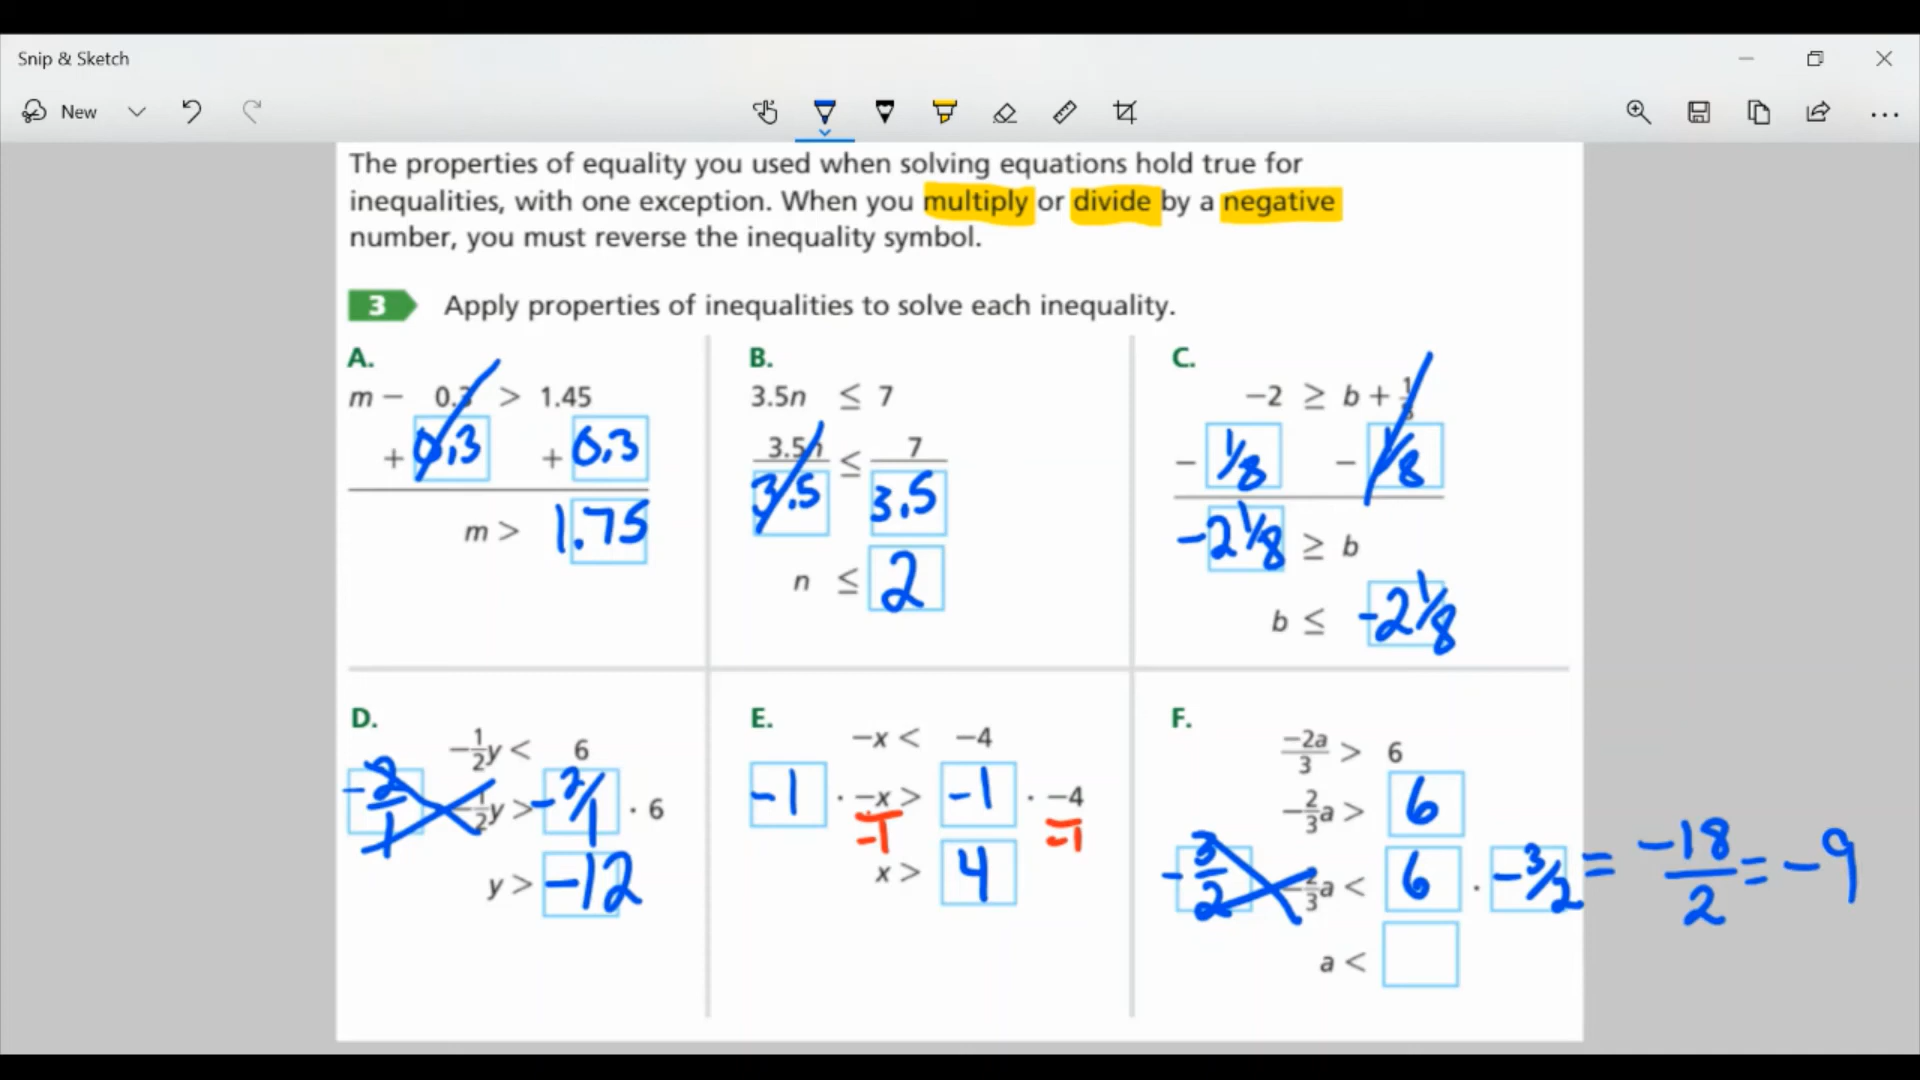 Snip & Sketch
New
The properties of equality you used when solving equations hold true for
inequalities, with one exception. When you multiply or divide by a negative
number, you must reverse the inequality symbol.
3 Apply properties of inequalities to solve each inequality.
A.
m − 0.3 > 1.45
+ 0.3 + 0.3
m > 1.75
B.
3.5n ≤ 7
3.5n/3.5 ≤ 7/3.5
n ≤ 2
C.
−2 ≥ b + 1/8
− 1/8 − 1/8
-2 1/8 ≥ b
b ≤ -2 1/8
D.
−1/2y < 6
-2/1 −1/2y > -2/1 · 6
y > -12
E.
−x < −4
-1 · −x > -1 · −4
-1 -1
x > 4
F.
−2a/3 > 6
−2/3a > 6
-3/2 −2/3a < 6 · -3/2 = -18/2 = -9
a <